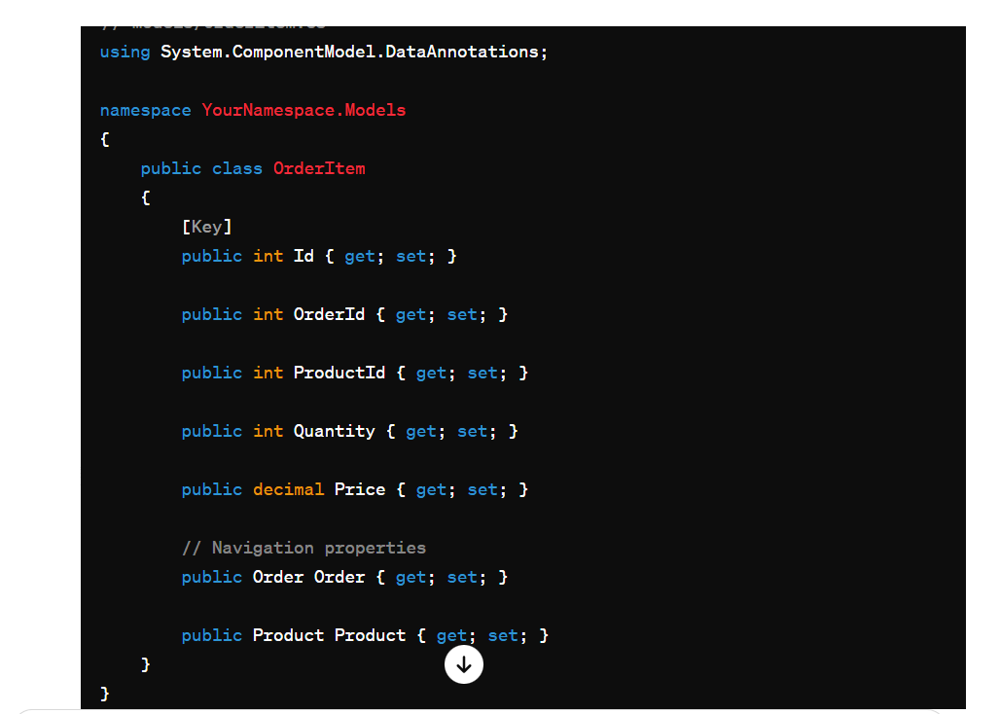 using System.ComponentModel.DataAnnotations;
namespace YourNamespace.Models
{
public class OrderItem
{
[Key]
public int Id { get; set; }
public int OrderId { get; set; }
public int ProductId { get; set; }
public int Quantity { get; set; }
public decimal Price { get; set; }
// Navigation properties
public Order Order { get; set; }
public Product Product { get; set; }
}
}